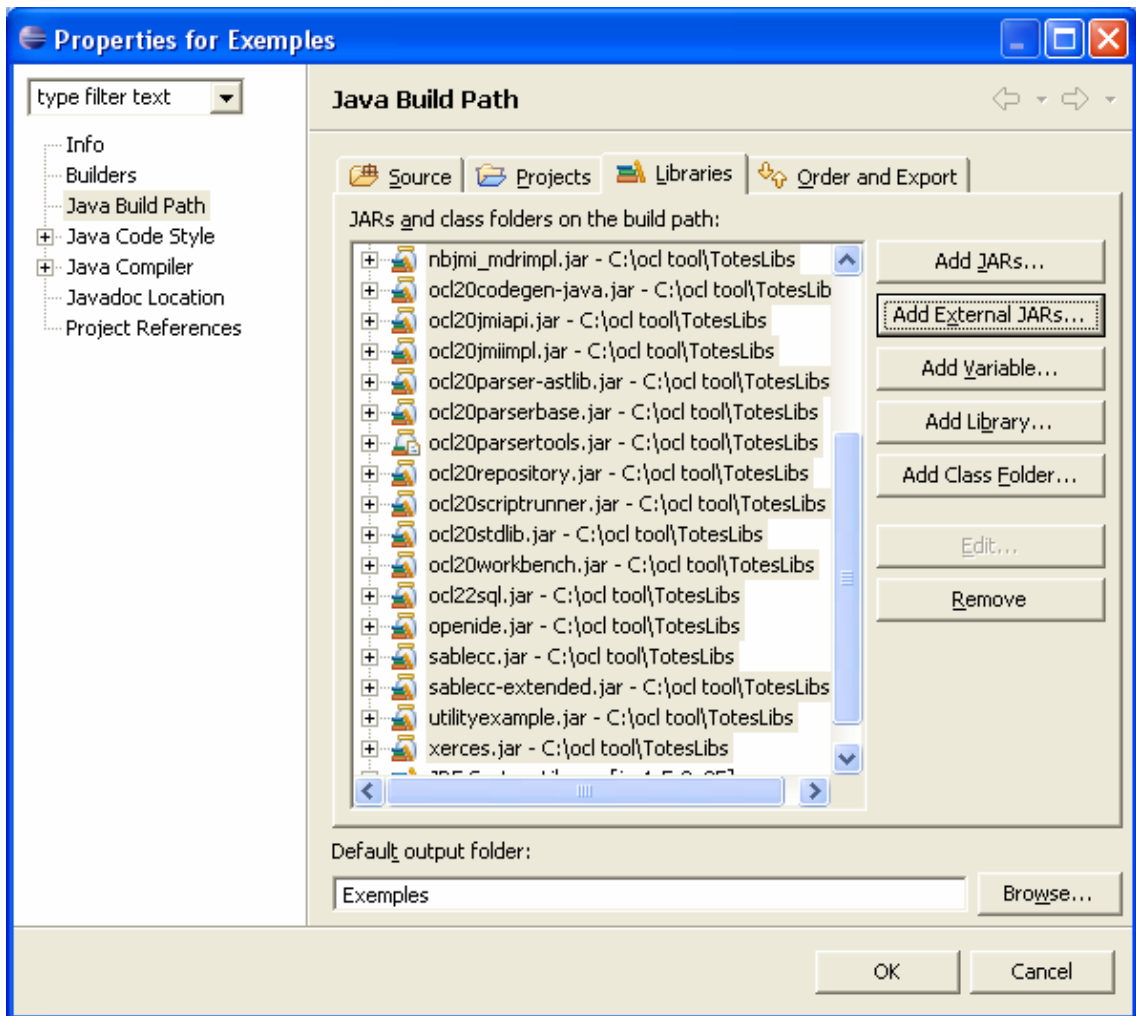 Properties for Exemples
type filter text
Java Build Path
Info
Builders
Java Build Path
Java Code Style
Java Compiler
Javadoc Location
Project References
Source
Projects
Libraries
Order and Export
JARs and class folders on the build path:
nbjmi_mdrimpl.jar - C:\ocl tool\TotesLibs
ocl20codegen-java.jar - C:\ocl tool\TotesLib
ocl20jmiapi.jar - C:\ocl tool\TotesLibs
ocl20jmiimpl.jar - C:\ocl tool\TotesLibs
ocl20parser-astlib.jar - C:\ocl tool\TotesLibs
ocl20parserbase.jar - C:\ocl tool\TotesLibs
ocl20parsertools.jar - C:\ocl tool\TotesLibs
ocl20repository.jar - C:\ocl tool\TotesLibs
ocl20scriptrunner.jar - C:\ocl tool\TotesLibs
ocl20stdlib.jar - C:\ocl tool\TotesLibs
ocl20workbench.jar - C:\ocl tool\TotesLibs
ocl22sql.jar - C:\ocl tool\TotesLibs
openide.jar - C:\ocl tool\TotesLibs
sablecc.jar - C:\ocl tool\TotesLibs
sablecc-extended.jar - C:\ocl tool\TotesLibs
utilityexample.jar - C:\ocl tool\TotesLibs
xerces.jar - C:\ocl tool\TotesLibs
Add JARs...
Add External JARs...
Add Variable...
Add Library...
Add Class Folder...
Edit...
Remove
Default output folder:
Exemples
Browse...
OK
Cancel